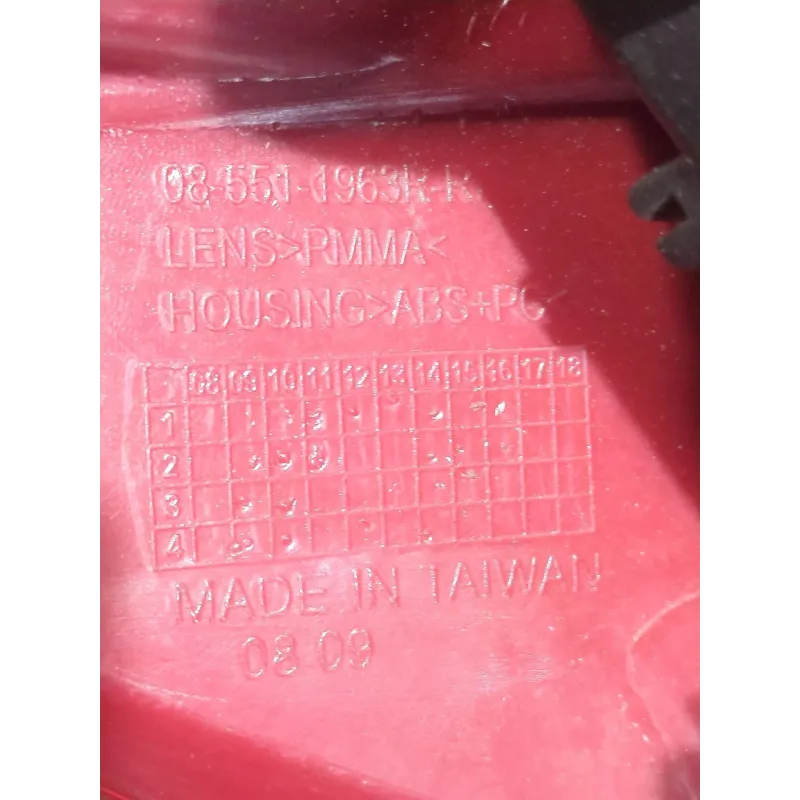 08-551-1963R-R
LENS>PMMA<
HOUSING>ABS+PC<
08 09 10 11 12 13 14 15 16 17 18
1
2
3
4
MADE IN TAIWAN
08 09